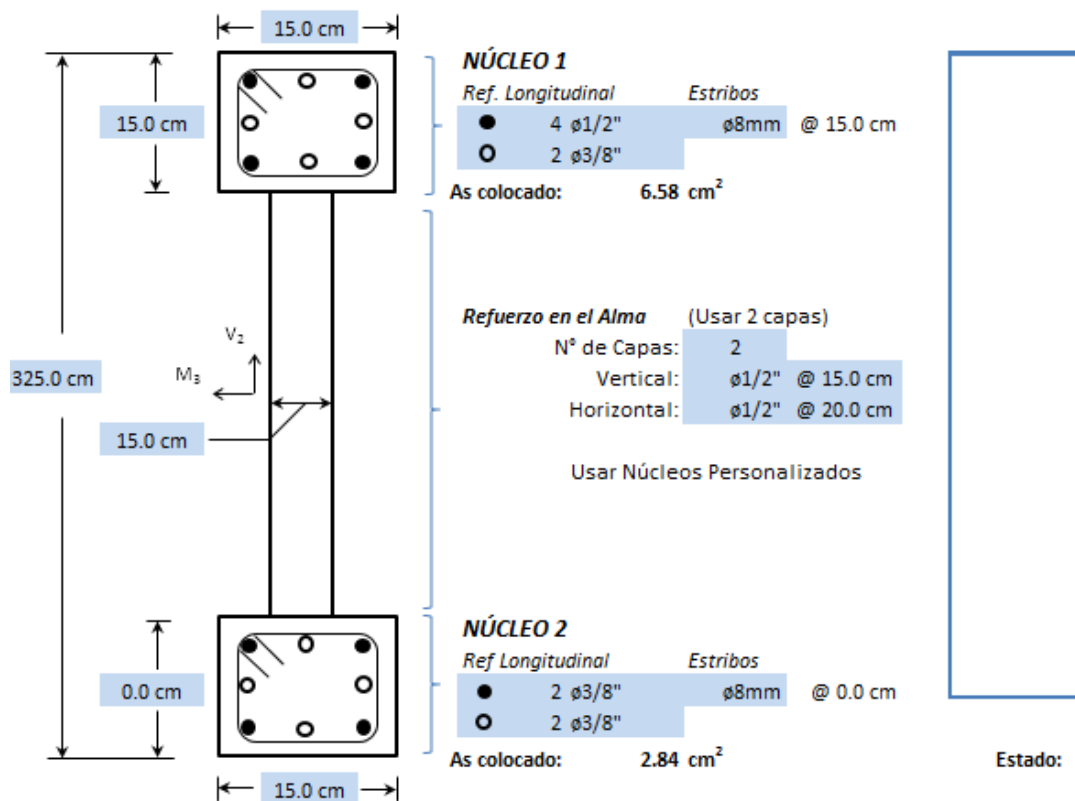 15.0 cm
NÚCLEO 1
Ref. Longitudinal Estribos
15.0 cm
4 ø1/2" ø8mm @ 15.0 cm
2 ø3/8"
As colocado: 6.58 cm²
Refuerzo en el Alma (Usar 2 capas)
V₂
Nº de Capas: 2
M₃
325.0 cm
Vertical: ø1/2" @ 15.0 cm
Horizontal: ø1/2" @ 20.0 cm
15.0 cm
Usar Núcleos Personalizados
NÚCLEO 2
Ref Longitudinal Estribos
0.0 cm
2 ø3/8" ø8mm @ 0.0 cm
2 ø3/8"
As colocado: 2.84 cm²
Estado:
15.0 cm